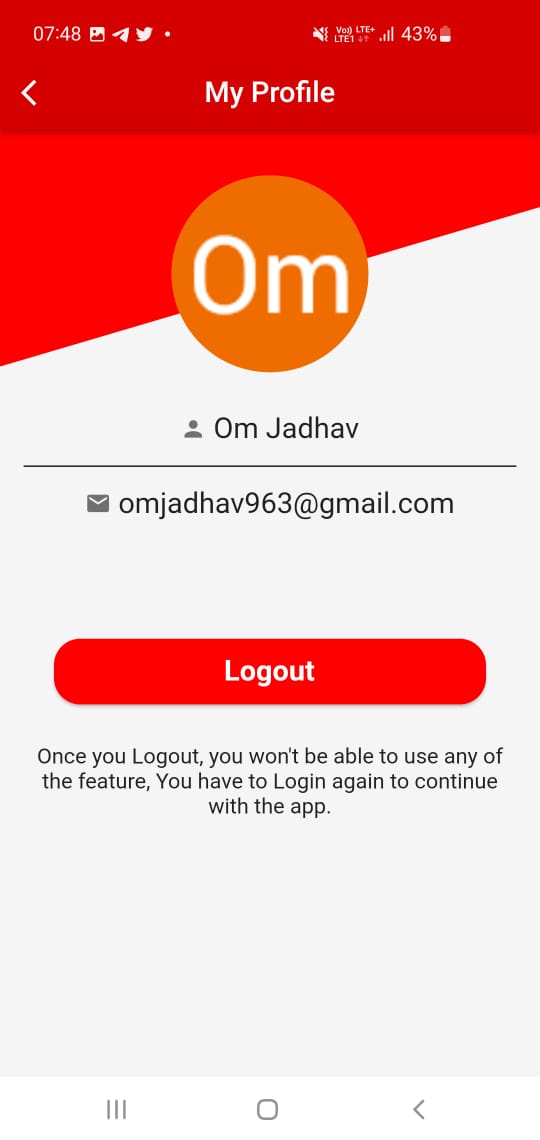 07:48 Vo) LTE+ LTE1 43%
My Profile
Om
Om Jadhav
omjadhav963@gmail.com
Logout
Once you Logout, you won't be able to use any of
the feature, You have to Login again to continue
with the app.